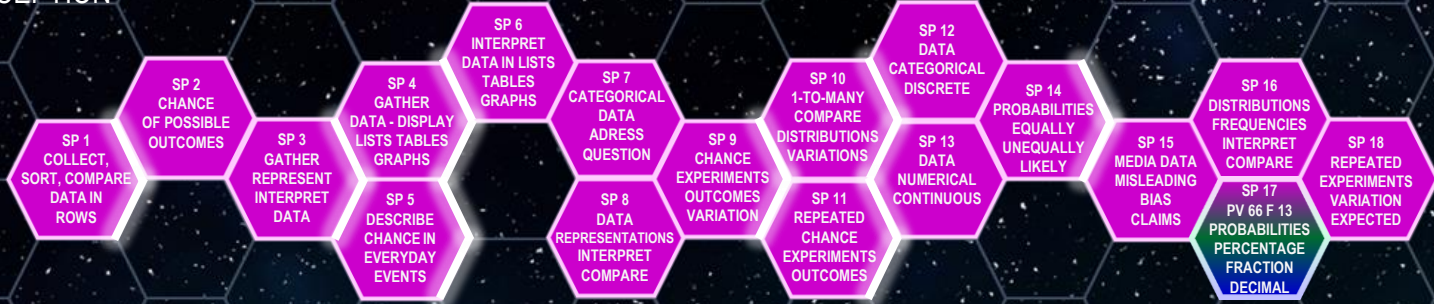 SP 1
COLLECT,
SORT, COMPARE
DATA IN
ROWS
SP 2
CHANCE
OF POSSIBLE
OUTCOMES
SP 3
GATHER
REPRESENT
INTERPRET
DATA
SP 4
GATHER
DATA - DISPLAY
LISTS TABLES
GRAPHS
SP 5
DESCRIBE
CHANCE IN
EVERYDAY
EVENTS
SP 6
INTERPRET
DATA IN LISTS
TABLES
GRAPHS
SP 7
CATEGORICAL
DATA
ADRESS
QUESTION
SP 8
DATA
REPRESENTATIONS
INTERPRET
COMPARE
SP 9
CHANCE
EXPERIMENTS
OUTCOMES
VARIATION
SP 10
1-TO-MANY
COMPARE
DISTRIBUTIONS
VARIATIONS
SP 11
REPEATED
CHANCE
EXPERIMENTS
OUTCOMES
SP 12
DATA
CATEGORICAL
DISCRETE
SP 13
DATA
NUMERICAL
CONTINUOUS
SP 14
PROBABILITIES
EQUALLY
UNEQUALLY
LIKELY
SP 15
MEDIA DATA
MISLEADING
BIAS
CLAIMS
SP 16
DISTRIBUTIONS
FREQUENCIES
INTERPRET
COMPARE
SP 17
PV 66 F 13
PROBABILITIES
PERCENTAGE
FRACTION
DECIMAL
SP 18
REPEATED
EXPERIMENTS
VARIATION
EXPECTED